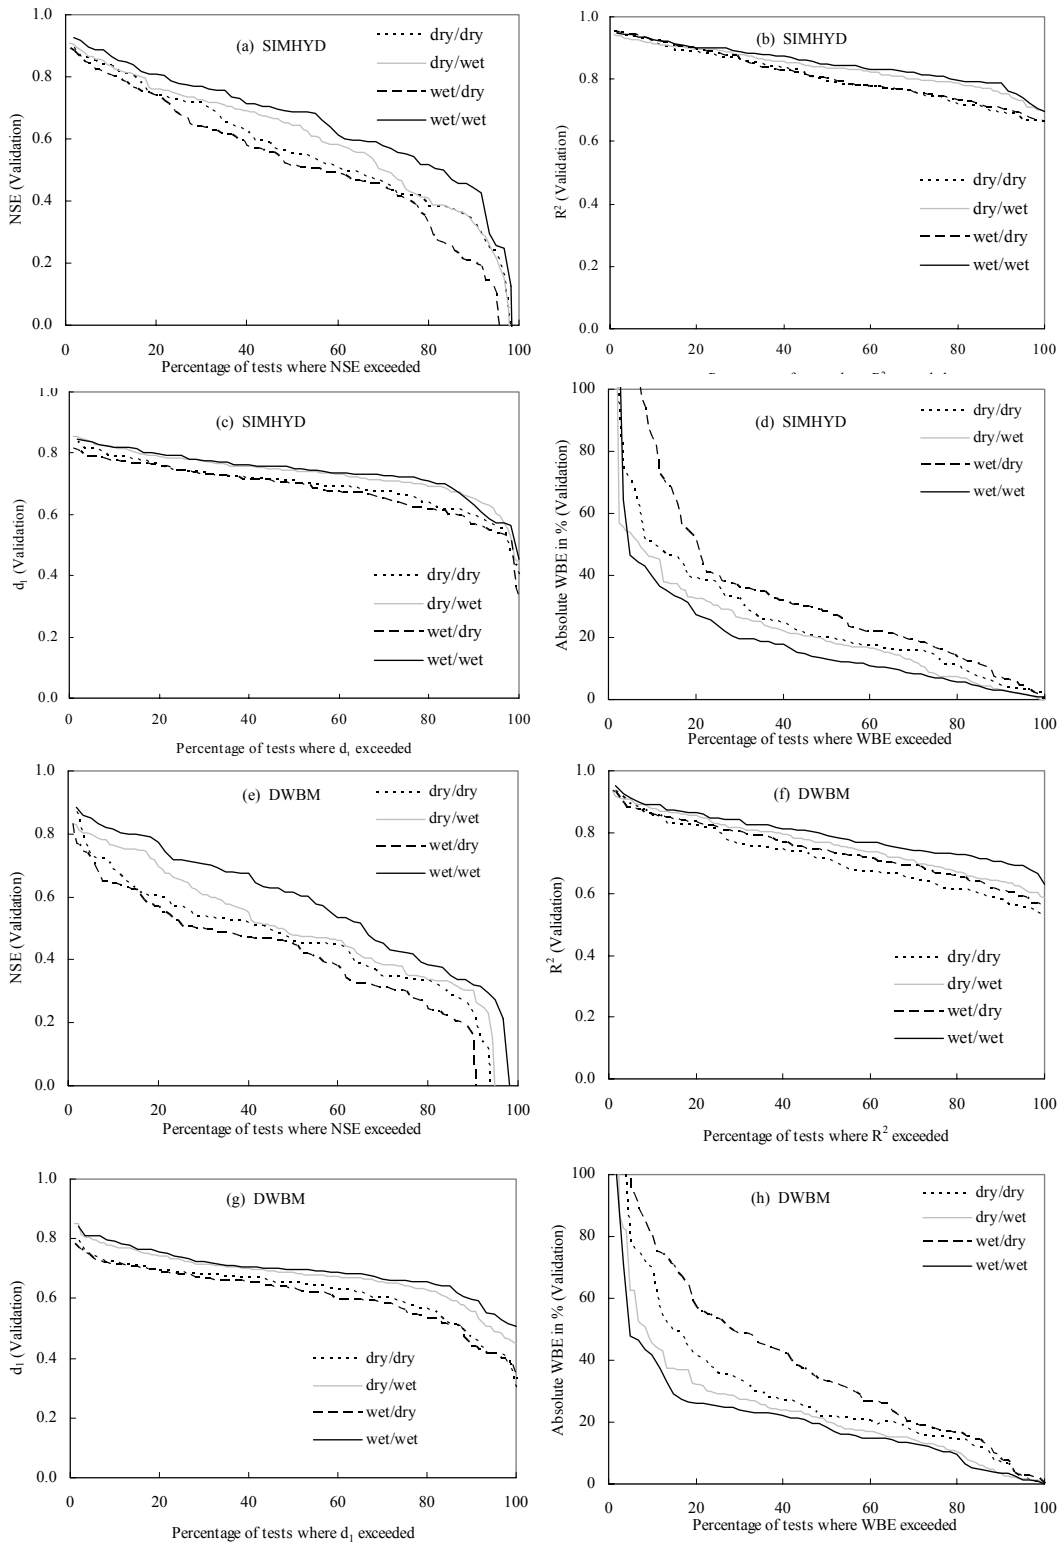 (a) SIMHYD
dry/dry
dry/wet
wet/dry
wet/wet
NSE (Validation)
1.0
0.8
0.6
0.4
0.2
0.0
0 20 40 60 80 100
Percentage of tests where NSE exceeded
(b) SIMHYD
dry/dry
dry/wet
wet/dry
wet/wet
R² (Validation)
1.0
0.8
0.6
0.4
0.2
0.0
0 20 40 60 80 100
(c) SIMHYD
dry/dry
dry/wet
wet/dry
wet/wet
d₁ (Validation)
1.0
0.8
0.6
0.4
0.2
0.0
0 20 40 60 80 100
Percentage of tests where d₁ exceeded
(d) SIMHYD
dry/dry
dry/wet
wet/dry
wet/wet
Absolute WBE in % (Validation)
100
80
60
40
20
0
0 20 40 60 80 100
Percentage of tests where WBE exceeded
(e) DWBM
dry/dry
dry/wet
wet/dry
wet/wet
NSE (Validation)
1.0
0.8
0.6
0.4
0.2
0.0
0 20 40 60 80 100
Percentage of tests where NSE exceeded
(f) DWBM
dry/dry
dry/wet
wet/dry
wet/wet
R² (Validation)
1.0
0.8
0.6
0.4
0.2
0.0
0 20 40 60 80 100
Percentage of tests where R² exceeded
(g) DWBM
dry/dry
dry/wet
wet/dry
wet/wet
d₁ (Validation)
1.0
0.8
0.6
0.4
0.2
0.0
0 20 40 60 80 100
Percentage of tests where d₁ exceeded
(h) DWBM
dry/dry
dry/wet
wet/dry
wet/wet
Absolute WBE in % (Validation)
100
80
60
40
20
0
0 20 40 60 80 100
Percentage of tests where WBE exceeded